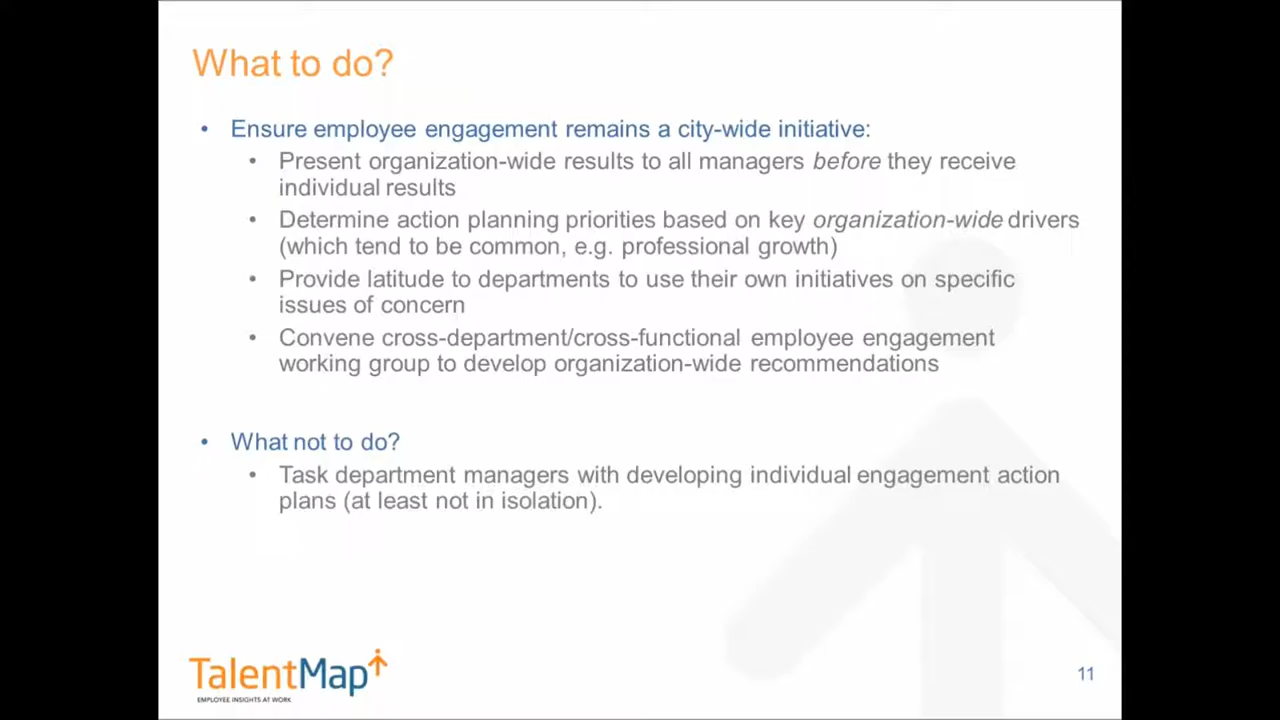 What to do?
• Ensure employee engagement remains a city-wide initiative:
• Present organization-wide results to all managers before they receive
individual results
• Determine action planning priorities based on key organization-wide drivers
(which tend to be common, e.g. professional growth)
• Provide latitude to departments to use their own initiatives on specific
issues of concern
• Convene cross-department/cross-functional employee engagement
working group to develop organization-wide recommendations
• What not to do?
• Task department managers with developing individual engagement action
plans (at least not in isolation).
TalentMap
EMPLOYEE INSIGHTS AT WORK
11